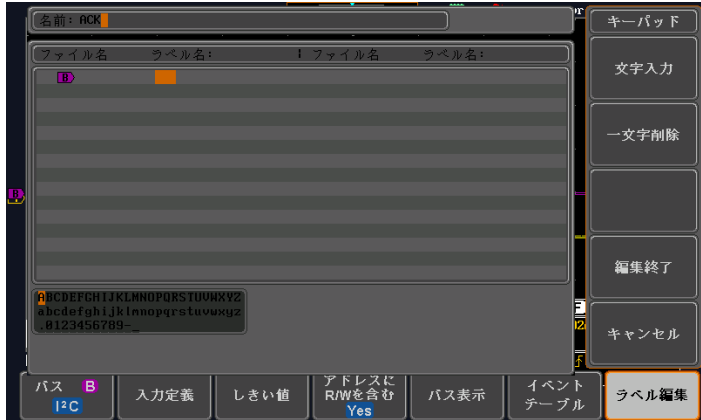 名前: ACK
キーパッド
ファイル名 ラベル名: ファイル名 ラベル名:
文字入力
B
一文字削除
B
編集終了
ABCDEFGHIJKLMNOPQRSTUVWXYZ
abcdefghijklmnopqrstuvwxyz
.0123456789-_
キャンセル
バス B
I²C
入力定義
しきい値
アドレスに
R/Wを含む
Yes
バス表示
イベント
テーブル
ラベル編集